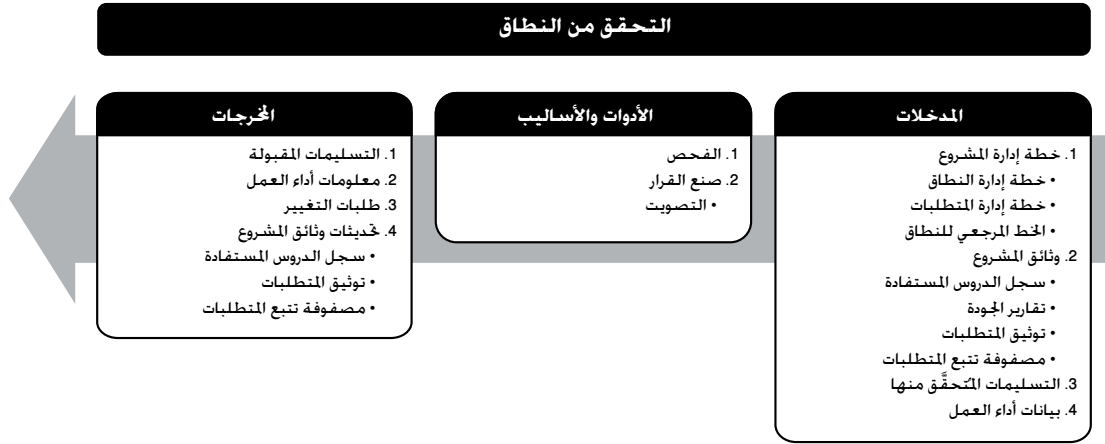 التحقق من النطاق
المدخلات
1. خطة إدارة المشروع
• خطة إدارة النطاق
• خطة إدارة المتطلبات
• الخط المرجعي للنطاق
2. وثائق المشروع
• سجل الدروس المستفادة
• تقارير الجودة
• توثيق المتطلبات
• مصفوفة تتبع المتطلبات
3. التسليمات المُتحقَّق منها
4. بيانات أداء العمل
الأدوات والأساليب
1. الفحص
2. صنع القرار
• التصويت
المخرجات
1. التسليمات المقبولة
2. معلومات أداء العمل
3. طلبات التغيير
4. تحديثات وثائق المشروع
• سجل الدروس المستفادة
• توثيق المتطلبات
• مصفوفة تتبع المتطلبات